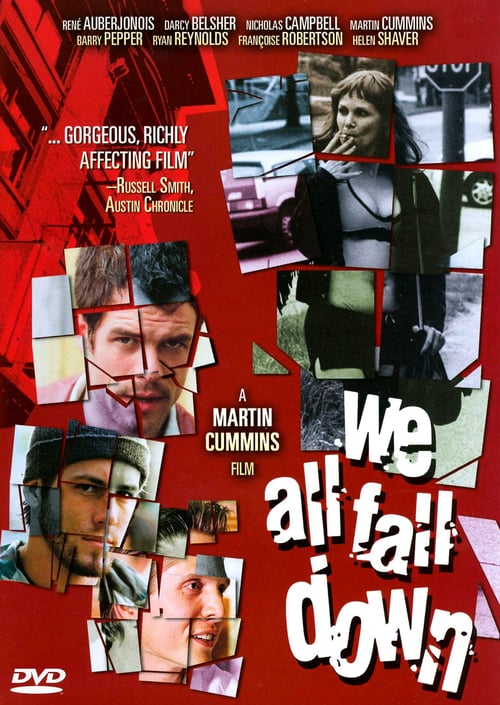 RENÉ AUBERJONOIS DARCY BELSHER NICHOLAS CAMPBELL MARTIN CUMMINS
BARRY PEPPER RYAN REYNOLDS FRANÇOISE ROBERTSON HELEN SHAVER
STOP
"... GORGEOUS, RICHLY
AFFECTING FILM"
—RUSSELL SMITH,
AUSTIN CHRONICLE
A
MARTIN
CUMMINS
FILM
we
all fall
down
DVD